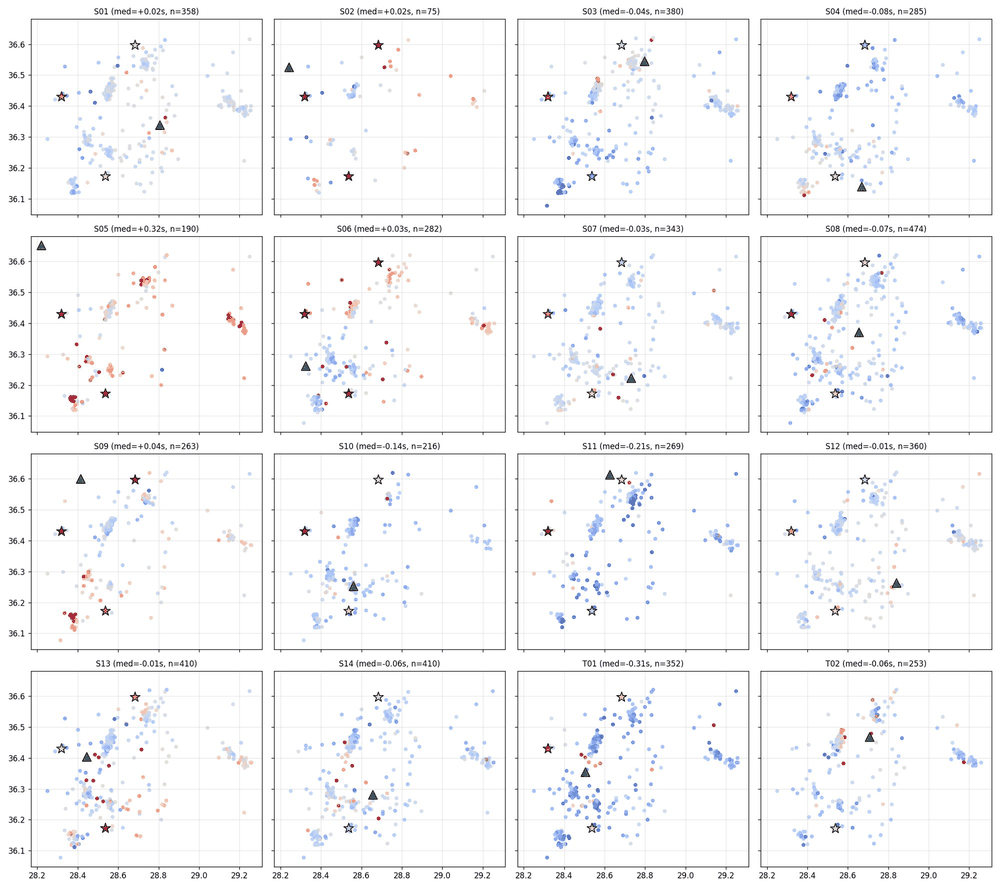 S01 (med=+0.02s, n=358)
S02 (med=+0.02s, n=75)
S03 (med=-0.04s, n=380)
S04 (med=-0.08s, n=285)
36.6
36.5
36.4
36.3
36.2
36.1
S05 (med=+0.32s, n=190)
S06 (med=+0.03s, n=282)
S07 (med=-0.03s, n=343)
S08 (med=-0.07s, n=474)
36.6
36.5
36.4
36.3
36.2
36.1
S09 (med=+0.04s, n=263)
S10 (med=-0.14s, n=216)
S11 (med=-0.21s, n=269)
S12 (med=-0.01s, n=360)
36.6
36.5
36.4
36.3
36.2
36.1
S13 (med=-0.01s, n=410)
S14 (med=-0.06s, n=410)
T01 (med=-0.31s, n=352)
T02 (med=-0.06s, n=253)
36.6
36.5
36.4
36.3
36.2
36.1
28.2 28.4 28.6 28.8 29.0 29.2 28.2 28.4 28.6 28.8 29.0 29.2 28.2 28.4 28.6 28.8 29.0 29.2 28.2 28.4 28.6 28.8 29.0 29.2